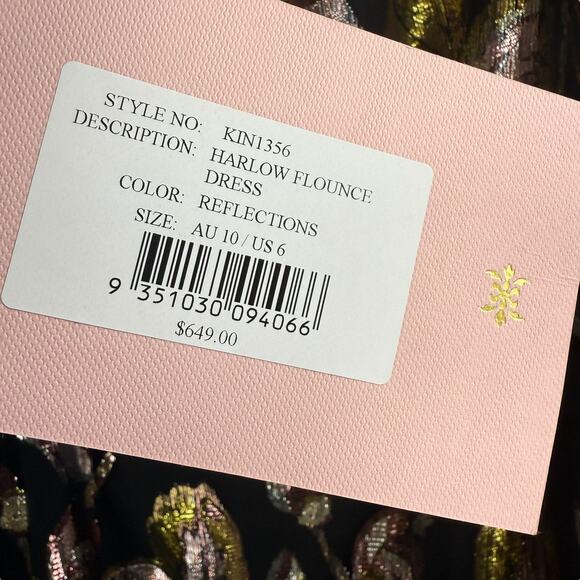 STYLE NO: KIN1356
DESCRIPTION: HARLOW FLOUNCE
DRESS
COLOR: REFLECTIONS
SIZE: AU 10 / US 6
9 351030 094066
$649.00